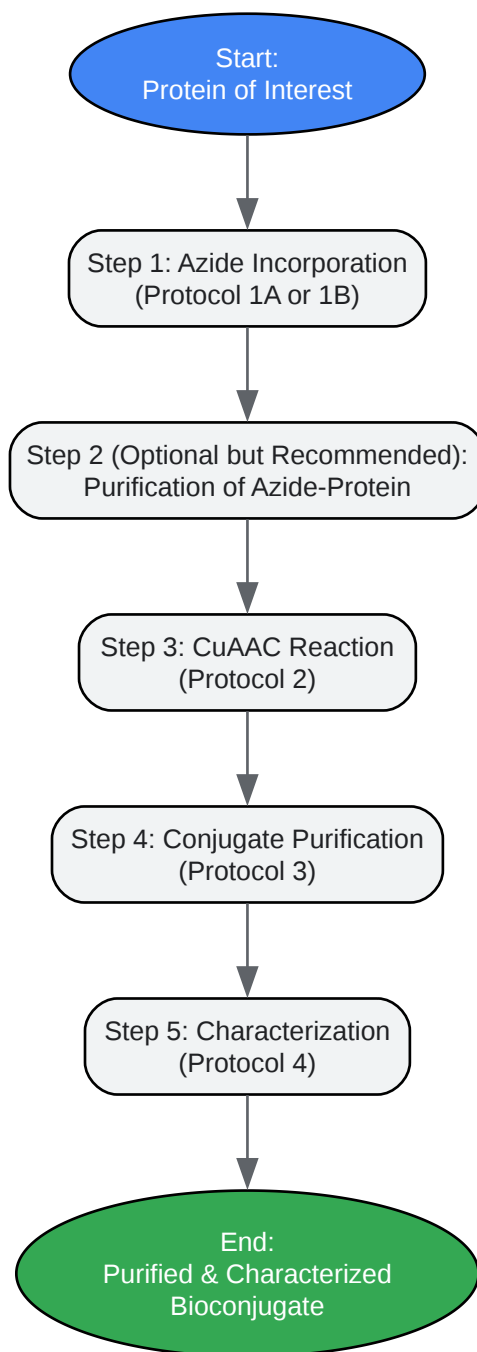 Start:
Protein of Interest
Step 1: Azide Incorporation
(Protocol 1A or 1B)
Step 2 (Optional but Recommended):
Purification of Azide-Protein
Step 3: CuAAC Reaction
(Protocol 2)
Step 4: Conjugate Purification
(Protocol 3)
Step 5: Characterization
(Protocol 4)
End:
Purified & Characterized
Bioconjugate